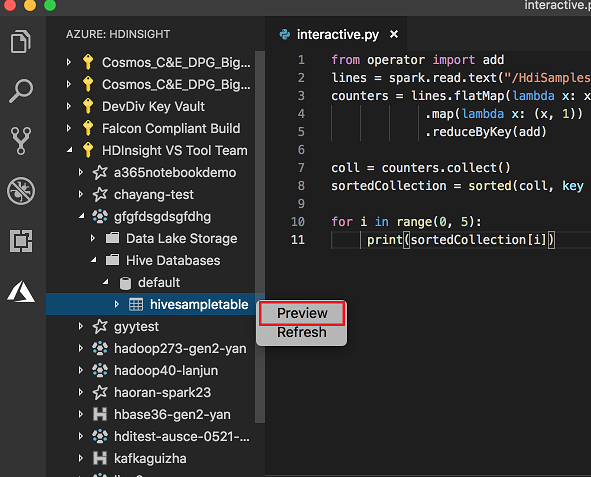 interactive.py
AZURE: HDINSIGHT
Cosmos_C&E_DPG_Big...
Cosmos_C&E_DPG_Big...
DevDiv Key Vault
Falcon Compliant Build
HDInsight VS Tool Team
a365notebookdemo
chayang-test
gfgfdsgdsgfdhg
Data Lake Storage
Hive Databases
default
hivesampletable
gyytest
hadoop273-gen2-yan
hadoop40-lanjun
haoran-spark23
hbase36-gen2-yan
hditest-ausce-0521-...
kafkaguizha
interactive.py ×
1 from operator import add
2 lines = spark.read.text("/HdiSamples
3 counters = lines.flatMap(lambda x: x
4 .map(lambda x: (x, 1))
5 .reduceByKey(add)
6
7 coll = counters.collect()
8 sortedCollection = sorted(coll, key
9
10 for i in range(0, 5):
11 print(sortedCollection[i])
Preview
Refresh